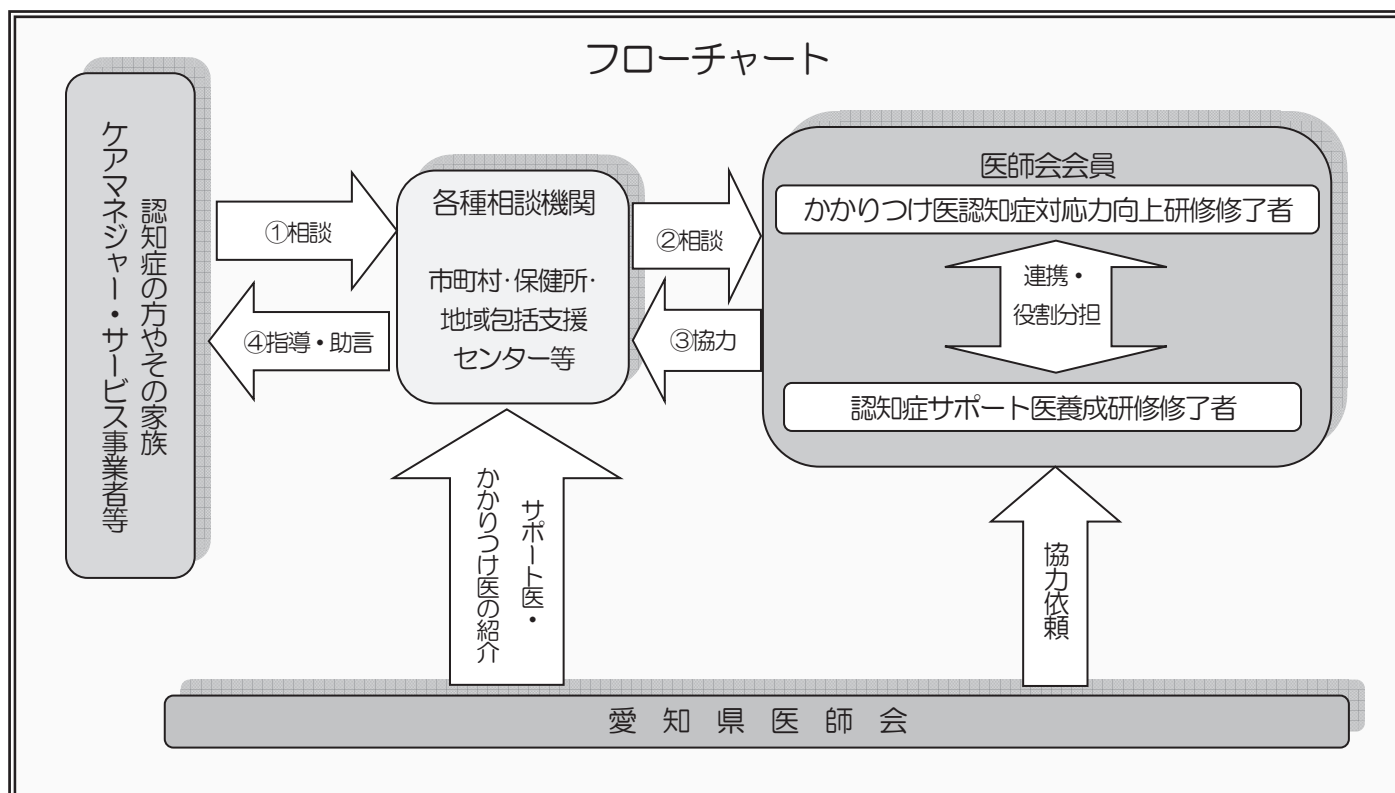 フローチャート
認知症の方やその家族
ケアマネジャー・サービス事業者等
①相談
④指導・助言
各種相談機関
市町村・保健所・
地域包括支援
センター等
②相談
③協力
医師会会員
かかりつけ医認知症対応力向上研修修了者
連携・
役割分担
認知症サポート医養成研修修了者
サポート医・
かかりつけ医の紹介
協力依頼
愛知県医師会